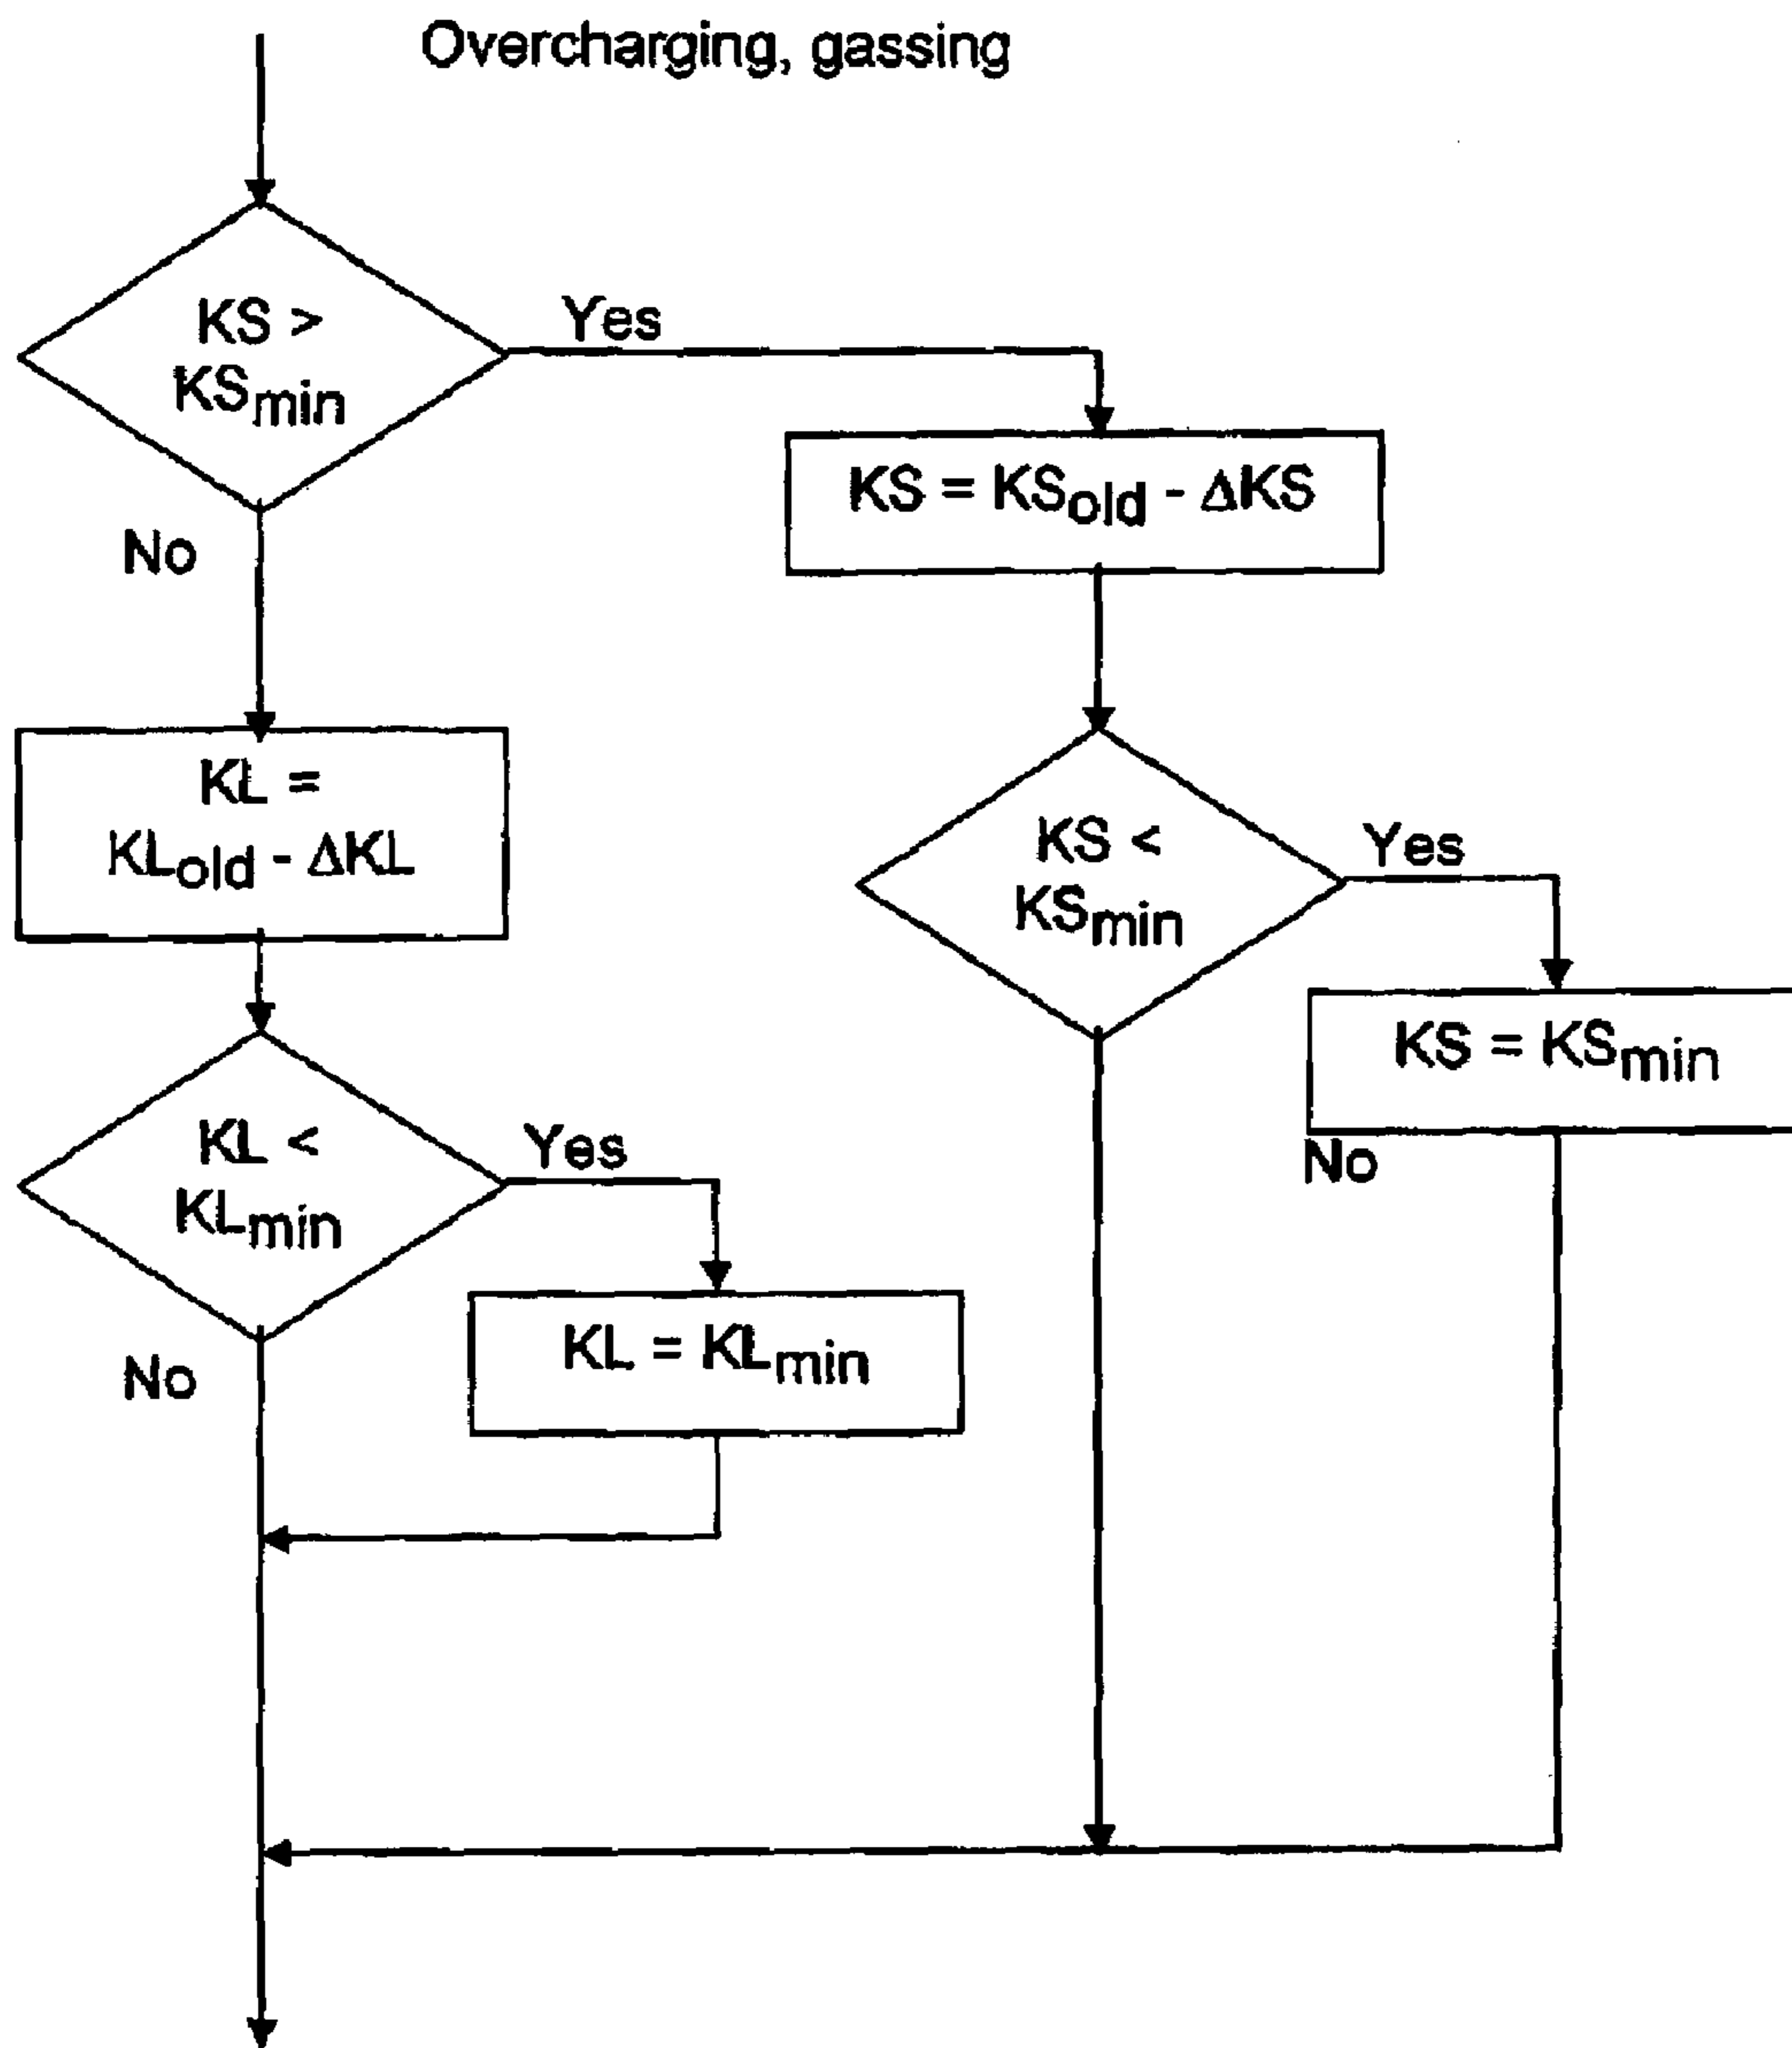 Overcharging, gassing
KS >
KSmin
Yes
KS = KSold - ΔKS
No
KL =
KLold - ΔKL
KS <
KSmin
Yes
KS = KSmin
No
KL <
KLmin
Yes
KL = KLmin
No